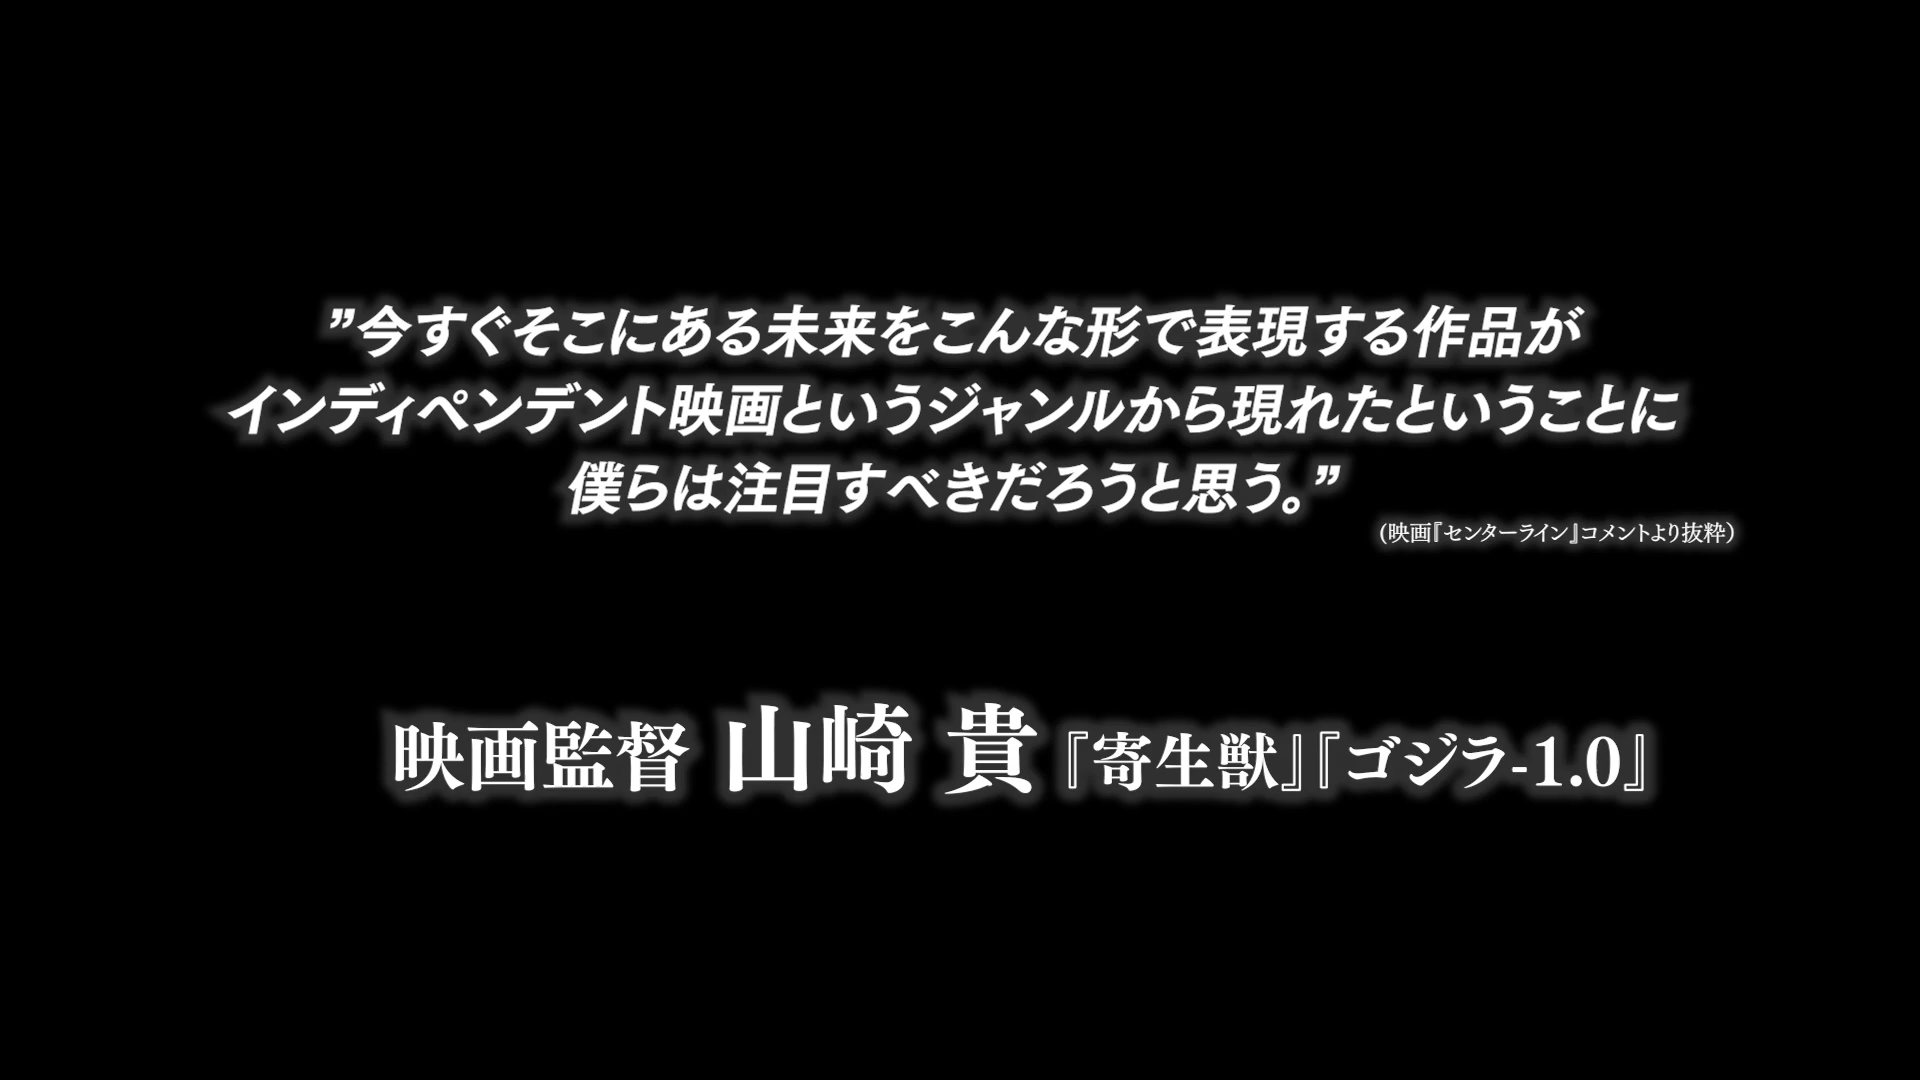 ”今すぐそこにある未来をこんな形で表現する作品が
インディペンデント映画というジャンルから現れたということに
僕らは注目すべきだろうと思う。”
（映画『センターライン』コメントより抜粋）
映画監督 山崎 貴『寄生獣』『ゴジラ-1.0』